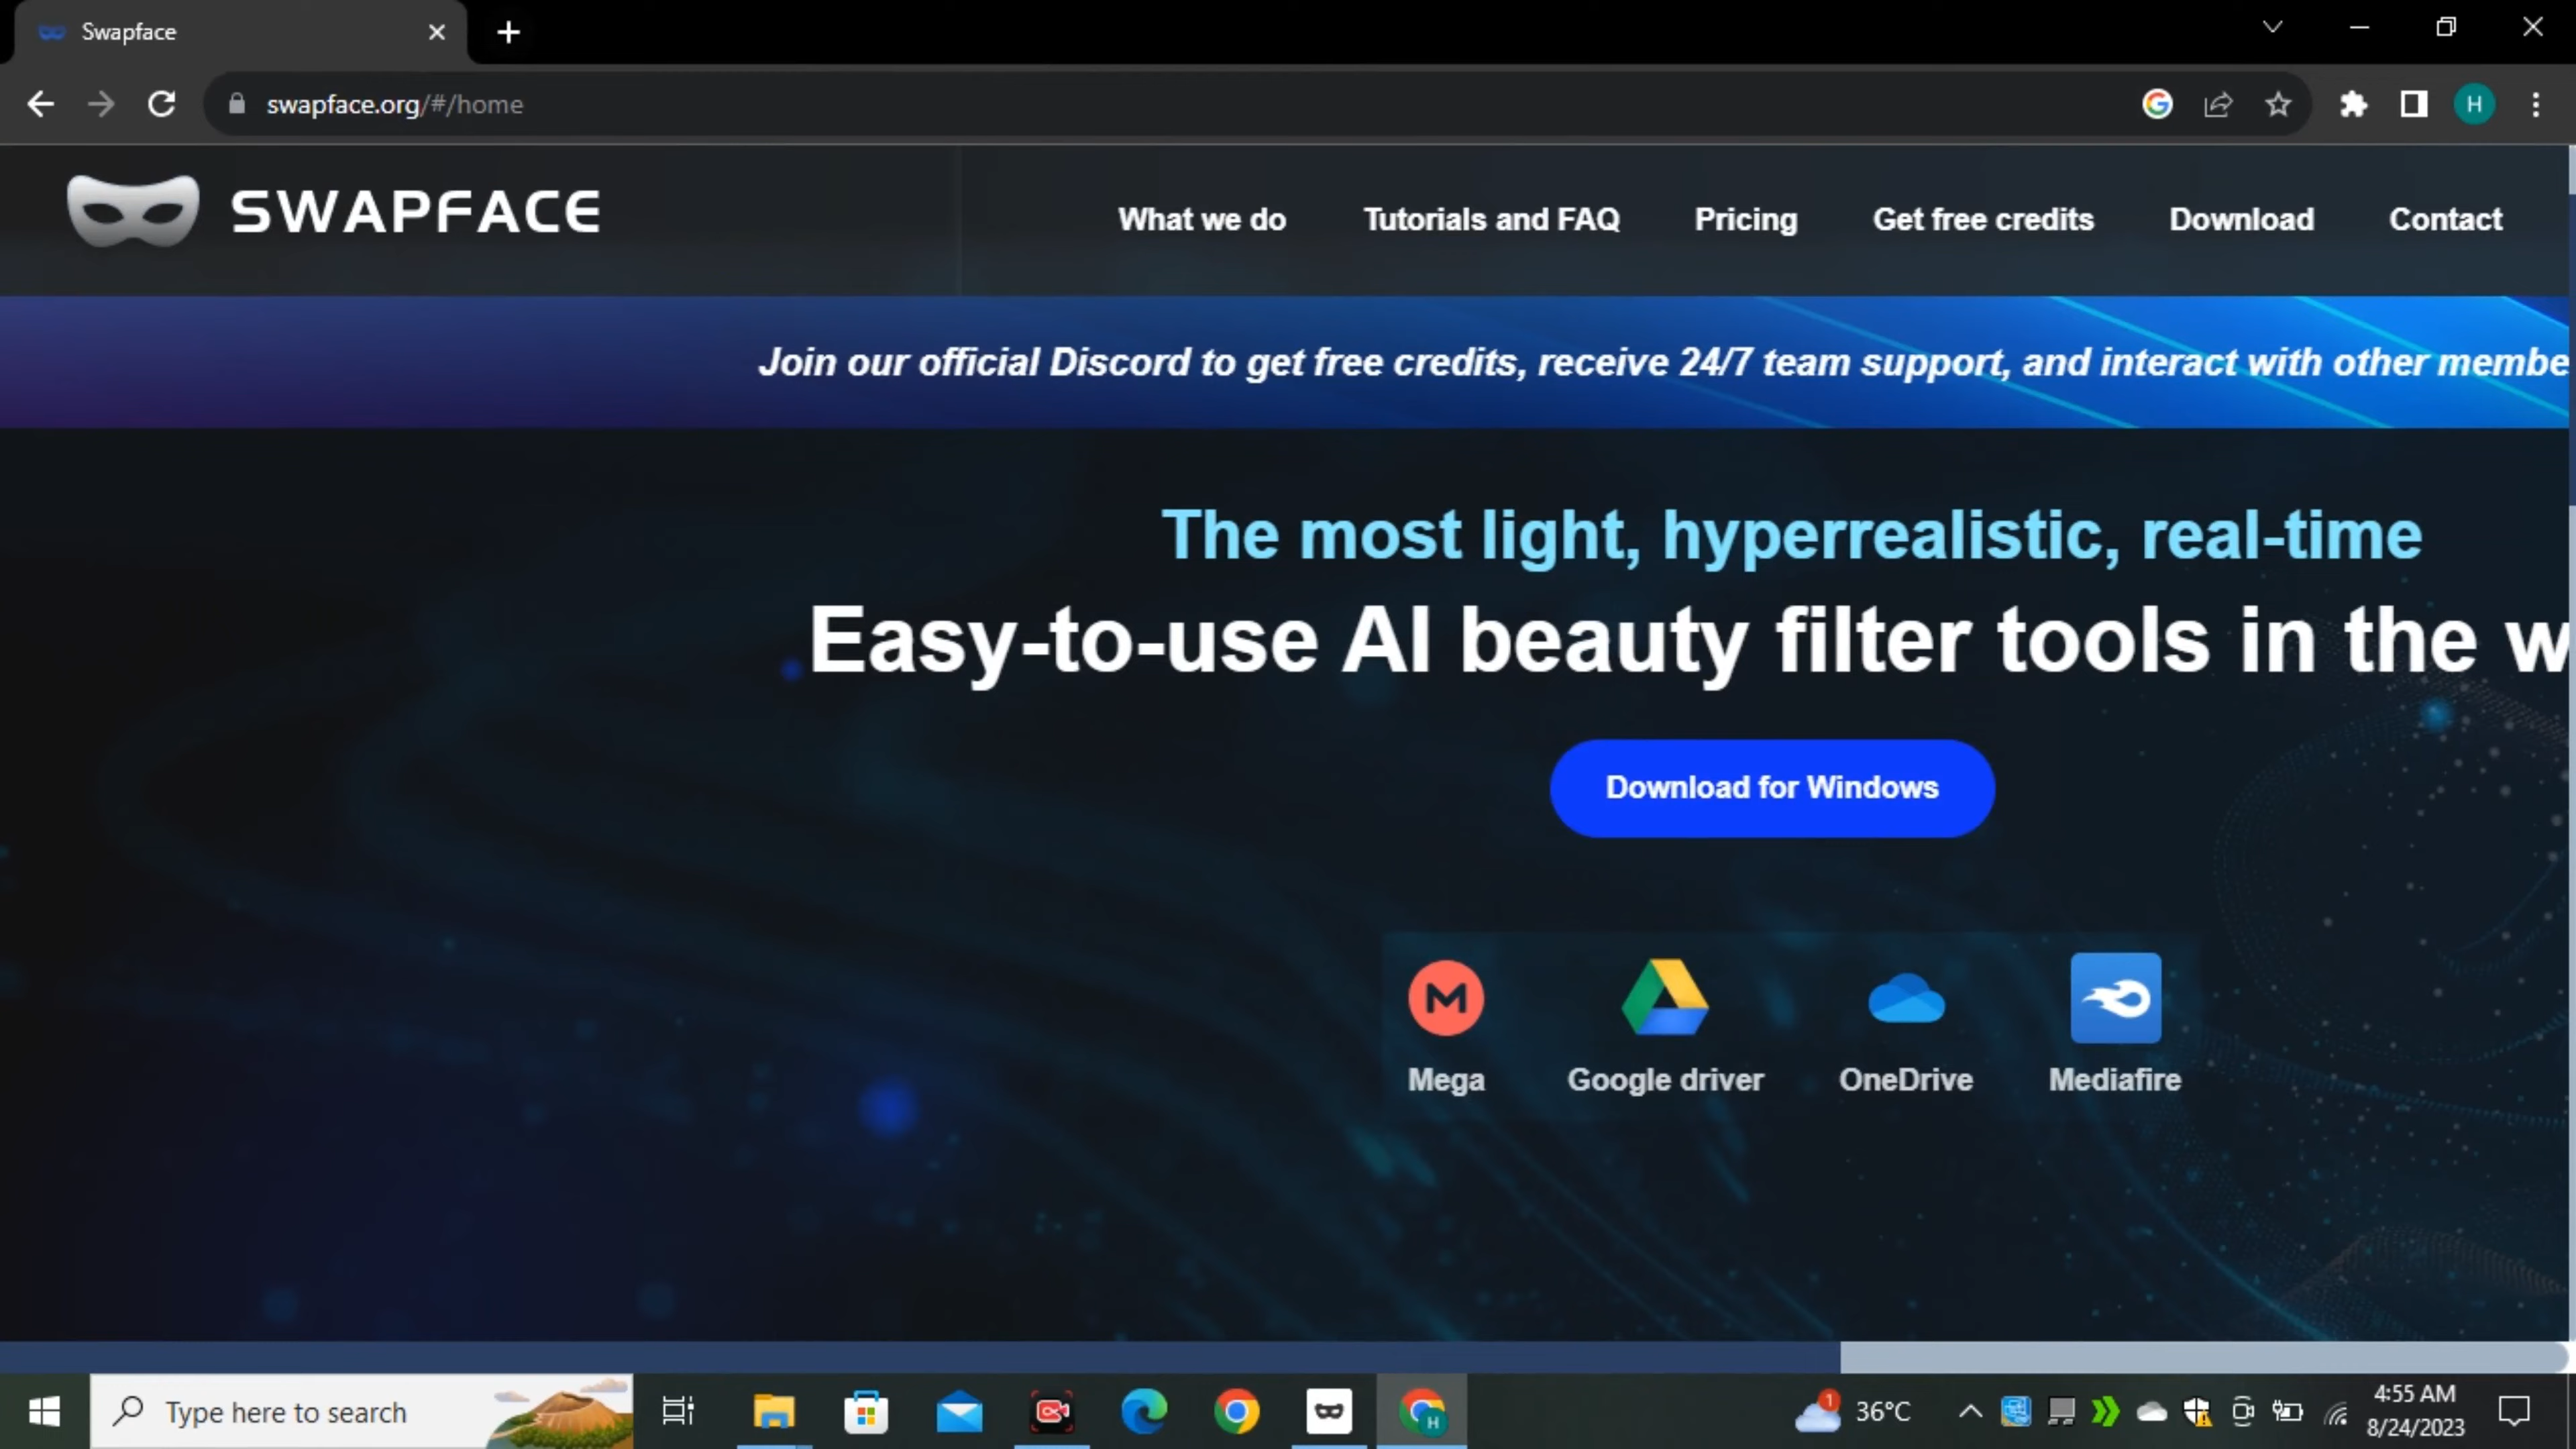 Swapface
swapface.org/#/home
H
SWAPFACE
What we do
Tutorials and FAQ
Pricing
Get free credits
Download
Contact
Join our official Discord to get free credits, receive 24/7 team support, and interact with other membe
The most light, hyperrealistic, real-time
Easy-to-use AI beauty filter tools in the w
Download for Windows
Mega
Google driver
OneDrive
Mediafire
Type here to search
H
1
36°C
4:55 AM
8/24/2023